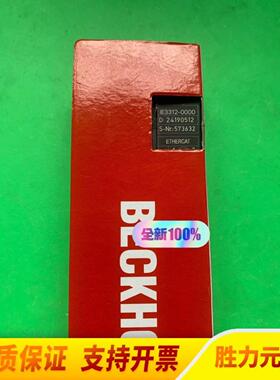 IE3312-0000
D 24190512
S-Nr:573632
ETHERCAT
BECKHO
全新100%
质保证 支持开票 胜力元